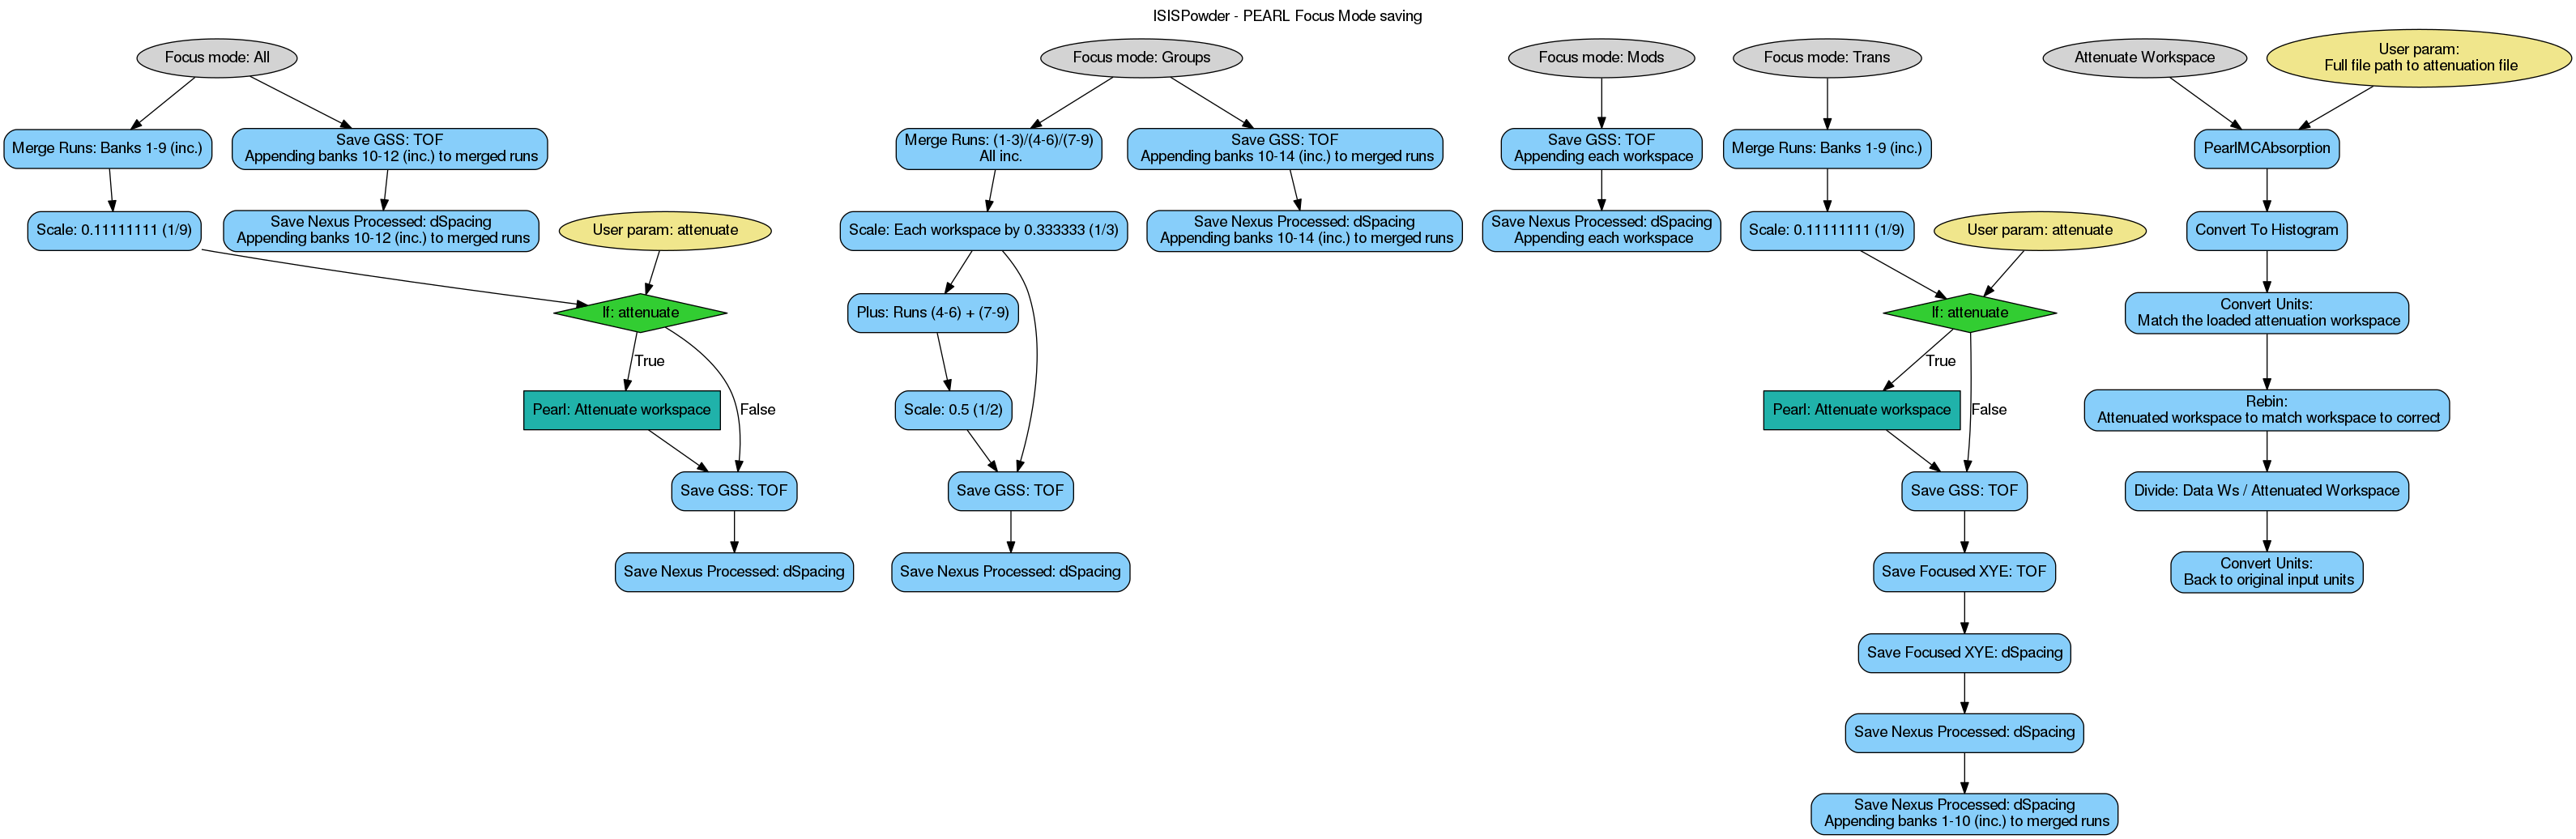 ISISPowder - PEARL Focus Mode saving
Focus mode: All
Merge Runs: Banks 1-9 (inc.)
Save GSS: TOF
Appending banks 10-12 (inc.) to merged runs
Scale: 0.11111111 (1/9)
Save Nexus Processed: dSpacing
Appending banks 10-12 (inc.) to merged runs
User param: attenuate
If: attenuate
True
False
Pearl: Attenuate workspace
Save GSS: TOF
Save Nexus Processed: dSpacing
Focus mode: Groups
Merge Runs: (1-3)/(4-6)/(7-9)
All inc.
Save GSS: TOF
Appending banks 10-14 (inc.) to merged runs
Scale: Each workspace by 0.333333 (1/3)
Save Nexus Processed: dSpacing
Appending banks 10-14 (inc.) to merged runs
Plus: Runs (4-6) + (7-9)
Scale: 0.5 (1/2)
Save GSS: TOF
Save Nexus Processed: dSpacing
Focus mode: Mods
Save GSS: TOF
Appending each workspace
Save Nexus Processed: dSpacing
Appending each workspace
Focus mode: Trans
Merge Runs: Banks 1-9 (inc.)
Scale: 0.11111111 (1/9)
User param: attenuate
If: attenuate
True
False
Pearl: Attenuate workspace
Save GSS: TOF
Save Focused XYE: TOF
Save Focused XYE: dSpacing
Save Nexus Processed: dSpacing
Save Nexus Processed: dSpacing
Appending banks 1-10 (inc.) to merged runs
Attenuate Workspace
User param:
Full file path to attenuation file
PearlMCAbsorption
Convert To Histogram
Convert Units:
Match the loaded attenuation workspace
Rebin:
Attenuated workspace to match workspace to correct
Divide: Data Ws / Attenuated Workspace
Convert Units:
Back to original input units